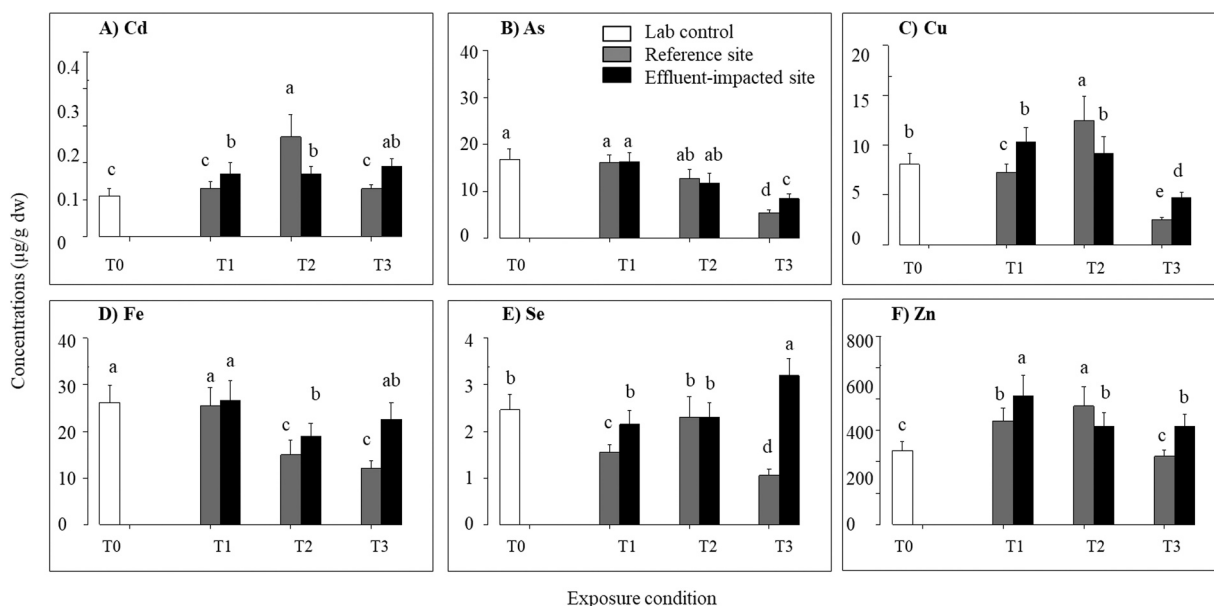 A) Cd
0.4
0.3
0.2
0.1
0
c
c
b
a
b
c
ab
T0
T1
T2
T3
B) As
Lab control
Reference site
Effluent-impacted site
40
30
20
10
0
a
a
a
ab
ab
d
c
T0
T1
T2
T3
C) Cu
20
15
10
5
0
b
c
b
a
b
e
d
T0
T1
T2
T3
Concentrations (µg/g dw)
D) Fe
40
30
20
10
0
a
a
a
c
b
c
ab
T0
T1
T2
T3
E) Se
4
3
2
1
0
b
c
b
b
b
d
a
T0
T1
T2
T3
F) Zn
800
600
400
200
0
c
b
a
a
b
c
b
T0
T1
T2
T3
Exposure condition